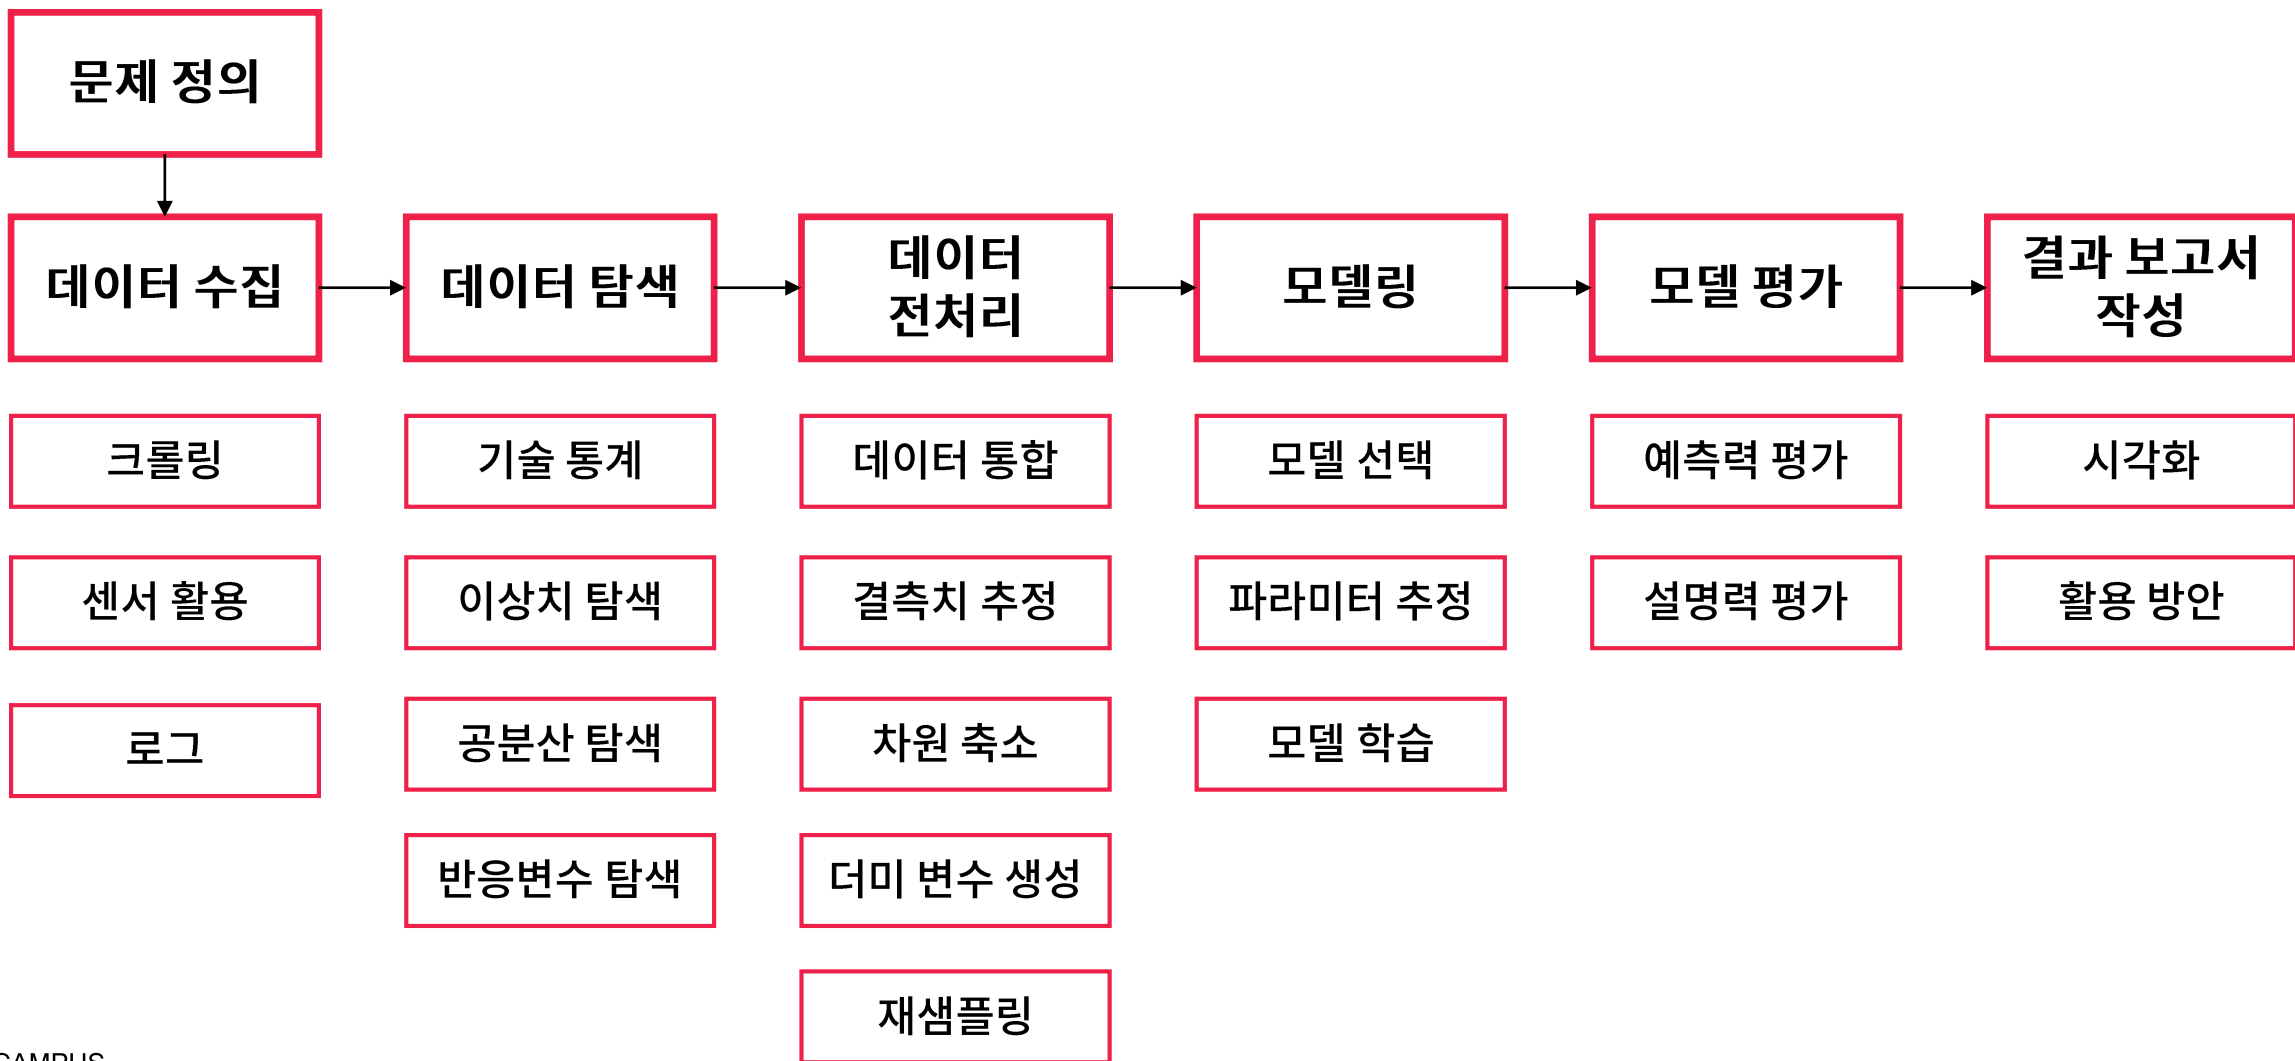 문제 정의
데이터 수집
데이터 탐색
데이터
전처리
모델링
모델 평가
결과 보고서
작성
크롤링
기술 통계
데이터 통합
모델 선택
예측력 평가
시각화
센서 활용
이상치 탐색
결측치 추정
파라미터 추정
설명력 평가
활용 방안
로그
공분산 탐색
차원 축소
모델 학습
반응변수 탐색
더미 변수 생성
재샘플링
CAMPUS